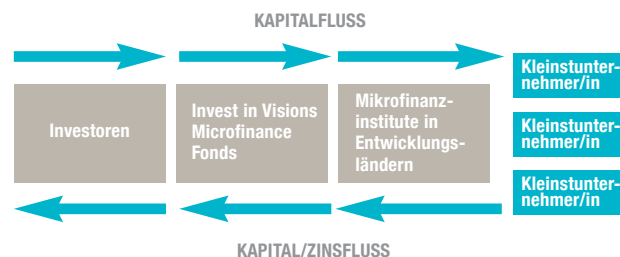 KAPITALFLUSS
Investoren
Invest in Visions
Microfinance
Fonds
Mikrofinanz-
institute in
Entwicklungs-
ländern
Kleinstunter-
nehmer/in
Kleinstunter-
nehmer/in
Kleinstunter-
nehmer/in
KAPITAL/ZINSFLUSS